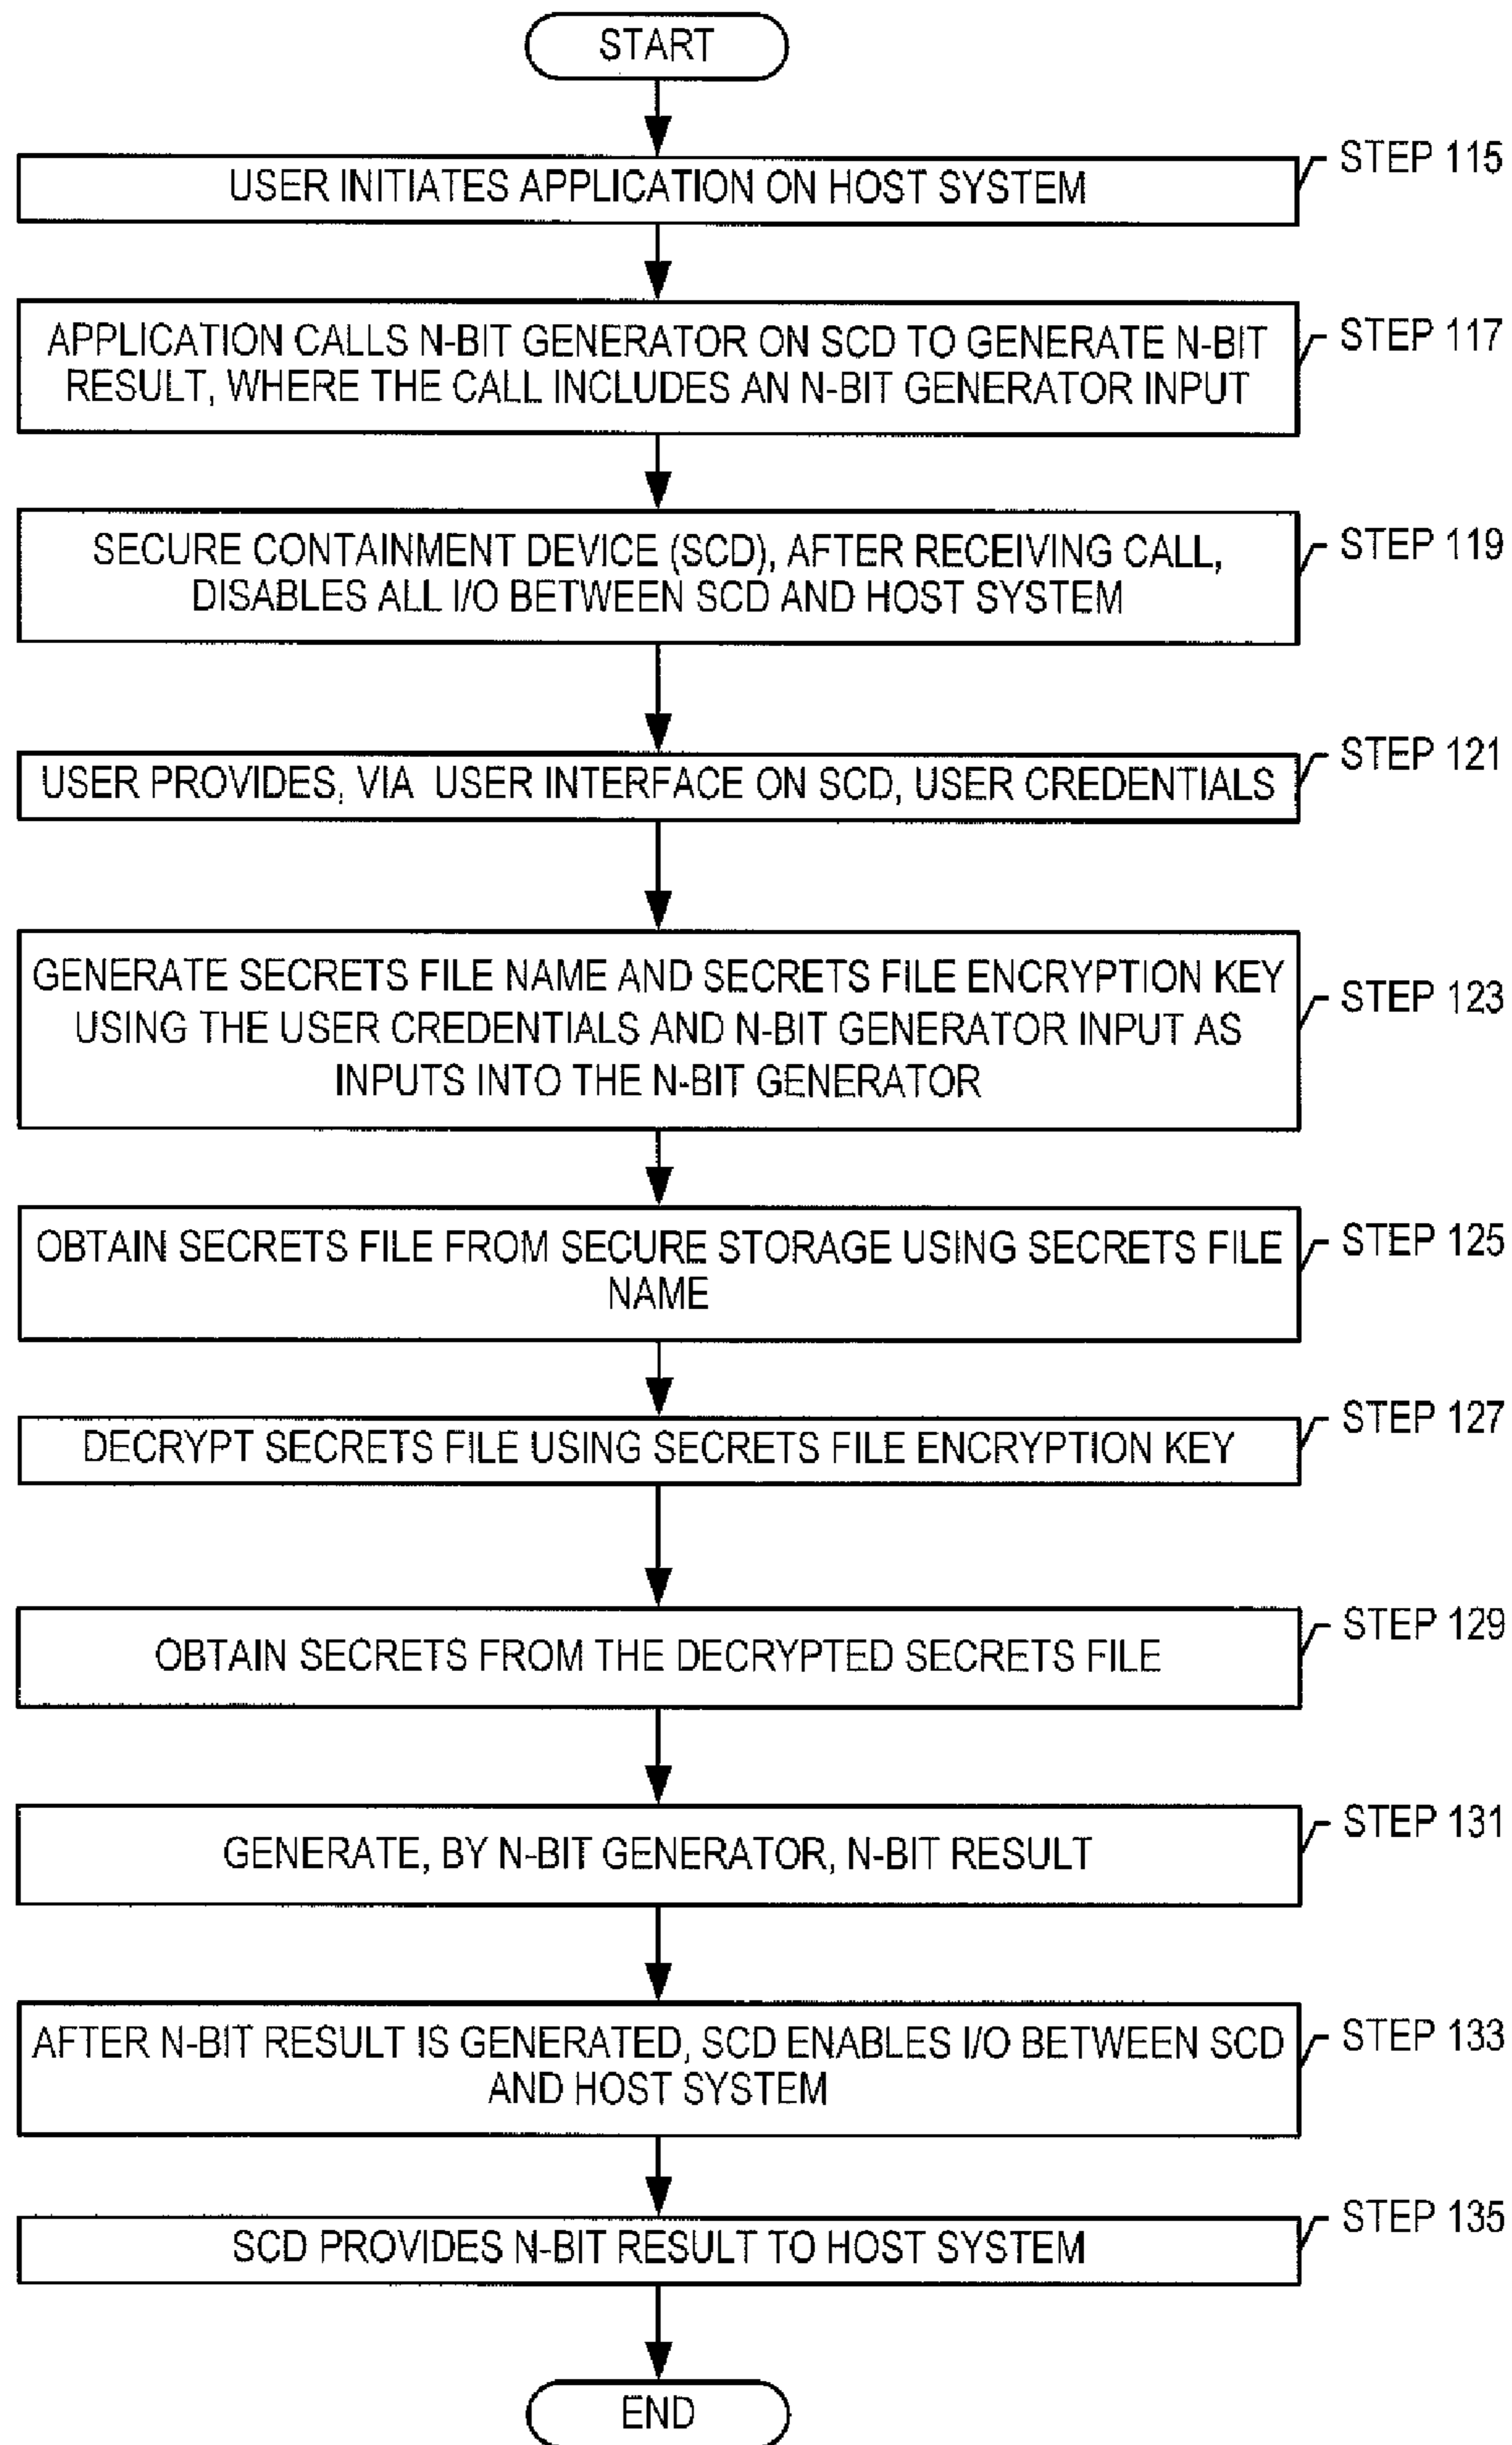 START
STEP 115
USER INITIATES APPLICATION ON HOST SYSTEM
STEP 117
APPLICATION CALLS N-BIT GENERATOR ON SCD TO GENERATE N-BIT
RESULT, WHERE THE CALL INCLUDES AN N-BIT GENERATOR INPUT
STEP 119
SECURE CONTAINMENT DEVICE (SCD), AFTER RECEIVING CALL,
DISABLES ALL I/O BETWEEN SCD AND HOST SYSTEM
STEP 121
USER PROVIDES, VIA USER INTERFACE ON SCD, USER CREDENTIALS
STEP 123
GENERATE SECRETS FILE NAME AND SECRETS FILE ENCRYPTION KEY
USING THE USER CREDENTIALS AND N-BIT GENERATOR INPUT AS
INPUTS INTO THE N-BIT GENERATOR
STEP 125
OBTAIN SECRETS FILE FROM SECURE STORAGE USING SECRETS FILE
NAME
STEP 127
DECRYPT SECRETS FILE USING SECRETS FILE ENCRYPTION KEY
STEP 129
OBTAIN SECRETS FROM THE DECRYPTED SECRETS FILE
STEP 131
GENERATE, BY N-BIT GENERATOR, N-BIT RESULT
STEP 133
AFTER N-BIT RESULT IS GENERATED, SCD ENABLES I/O BETWEEN SCD
AND HOST SYSTEM
STEP 135
SCD PROVIDES N-BIT RESULT TO HOST SYSTEM
END